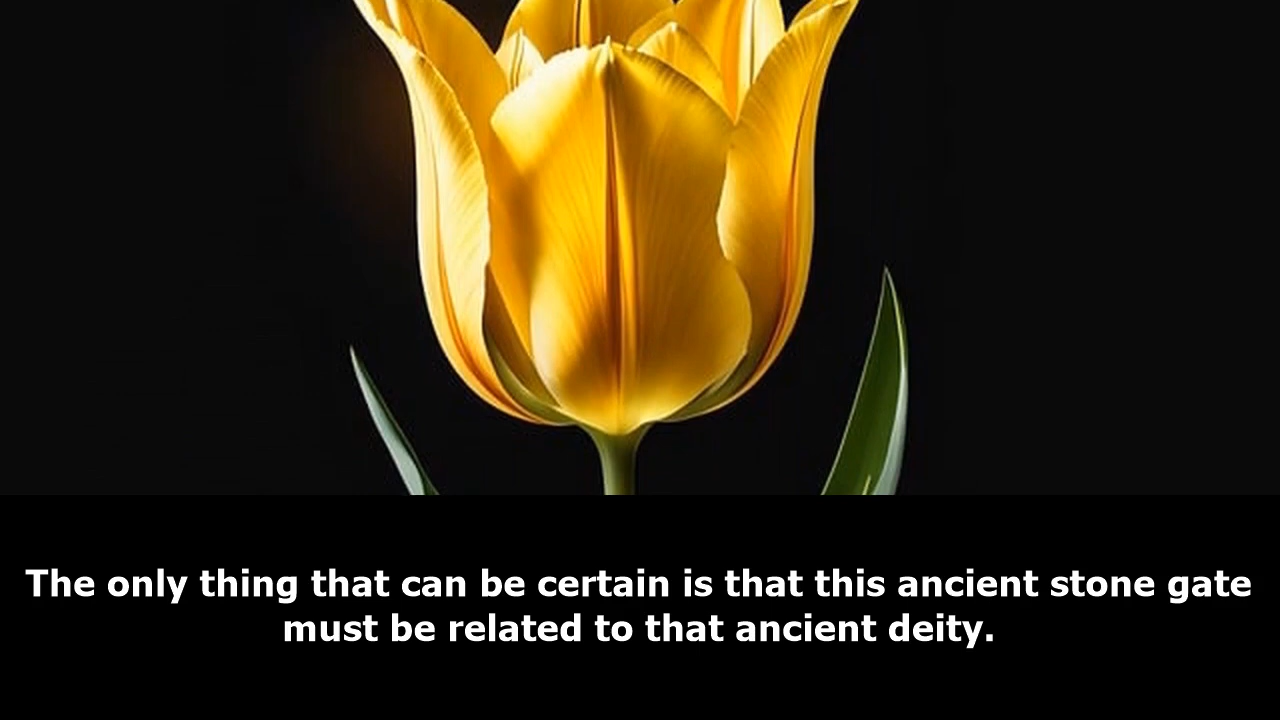 The only thing that can be certain is that this ancient stone gate
must be related to that ancient deity.